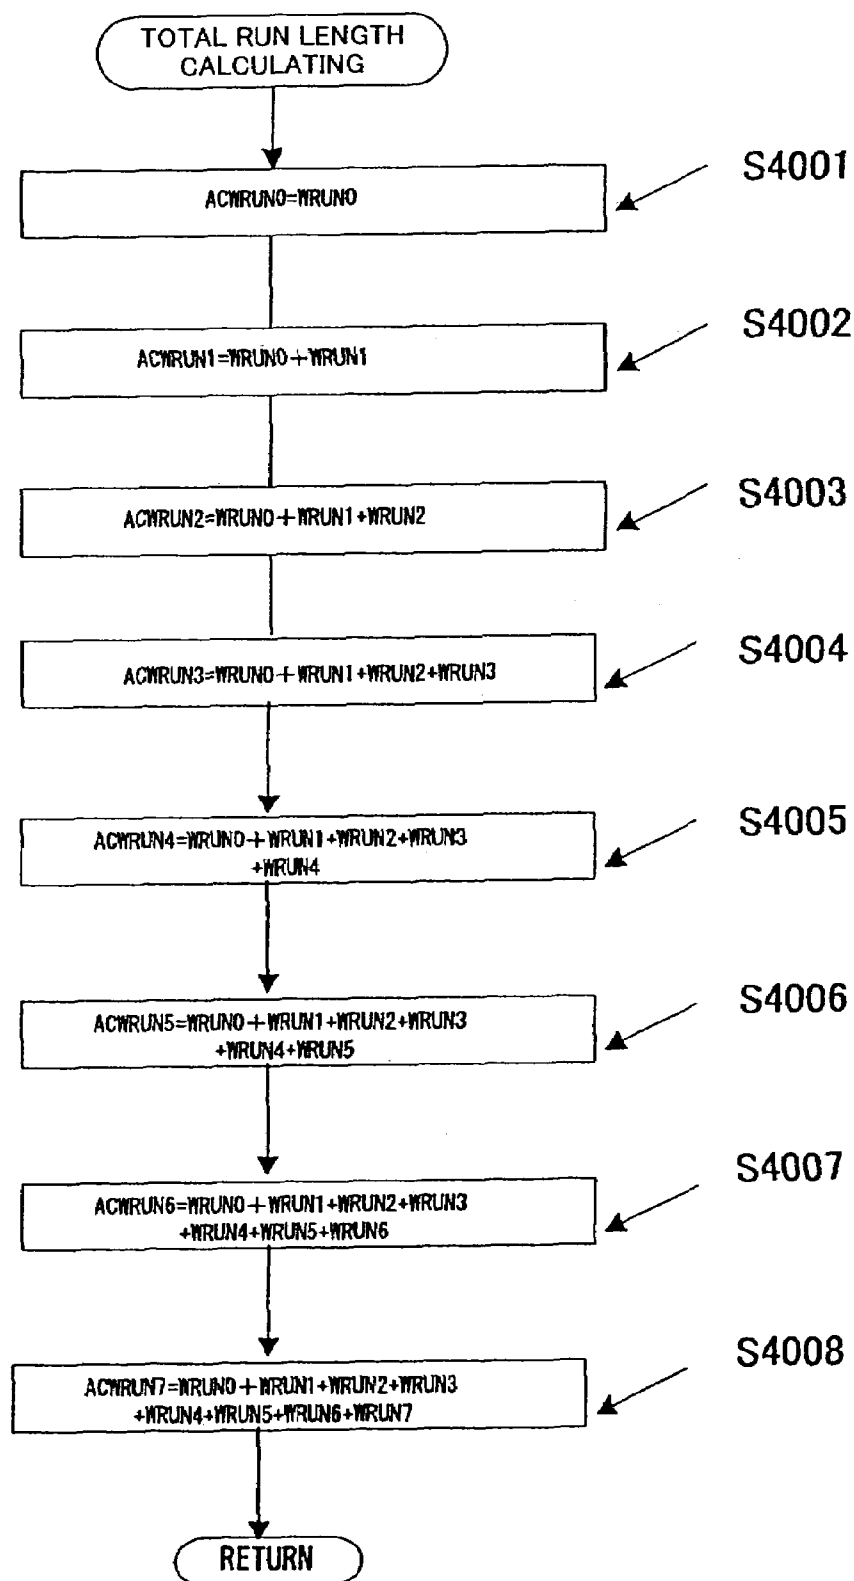 TOTAL RUN LENGTH
CALCULATING
S4001
ACWRUN0=WRUN0
S4002
ACWRUN1=WRUN0+WRUN1
S4003
ACWRUN2=WRUN0+WRUN1+WRUN2
S4004
ACWRUN3=WRUN0+WRUN1+WRUN2+WRUN3
S4005
ACWRUN4=WRUN0+WRUN1+WRUN2+WRUN3
+WRUN4
S4006
ACWRUN5=WRUN0+WRUN1+WRUN2+WRUN3
+WRUN4+WRUN5
S4007
ACWRUN6=WRUN0+WRUN1+WRUN2+WRUN3
+WRUN4+WRUN5+WRUN6
S4008
ACWRUN7=WRUN0+WRUN1+WRUN2+WRUN3
+WRUN4+WRUN5+WRUN6+WRUN7
RETURN